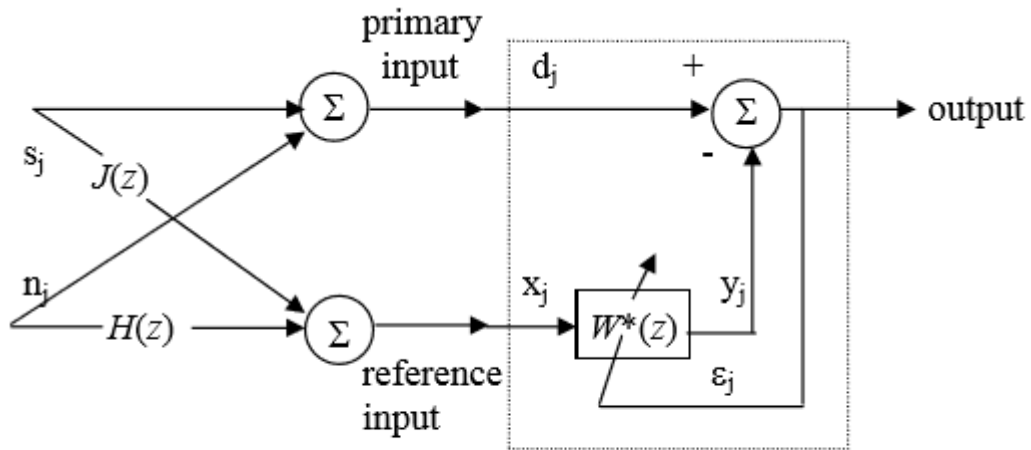 primary input
d_j
+
Σ
Σ
output
s_j
J(z)
-
n_j
x_j
y_j
H(z)
Σ
W*(z)
reference input
ε_j